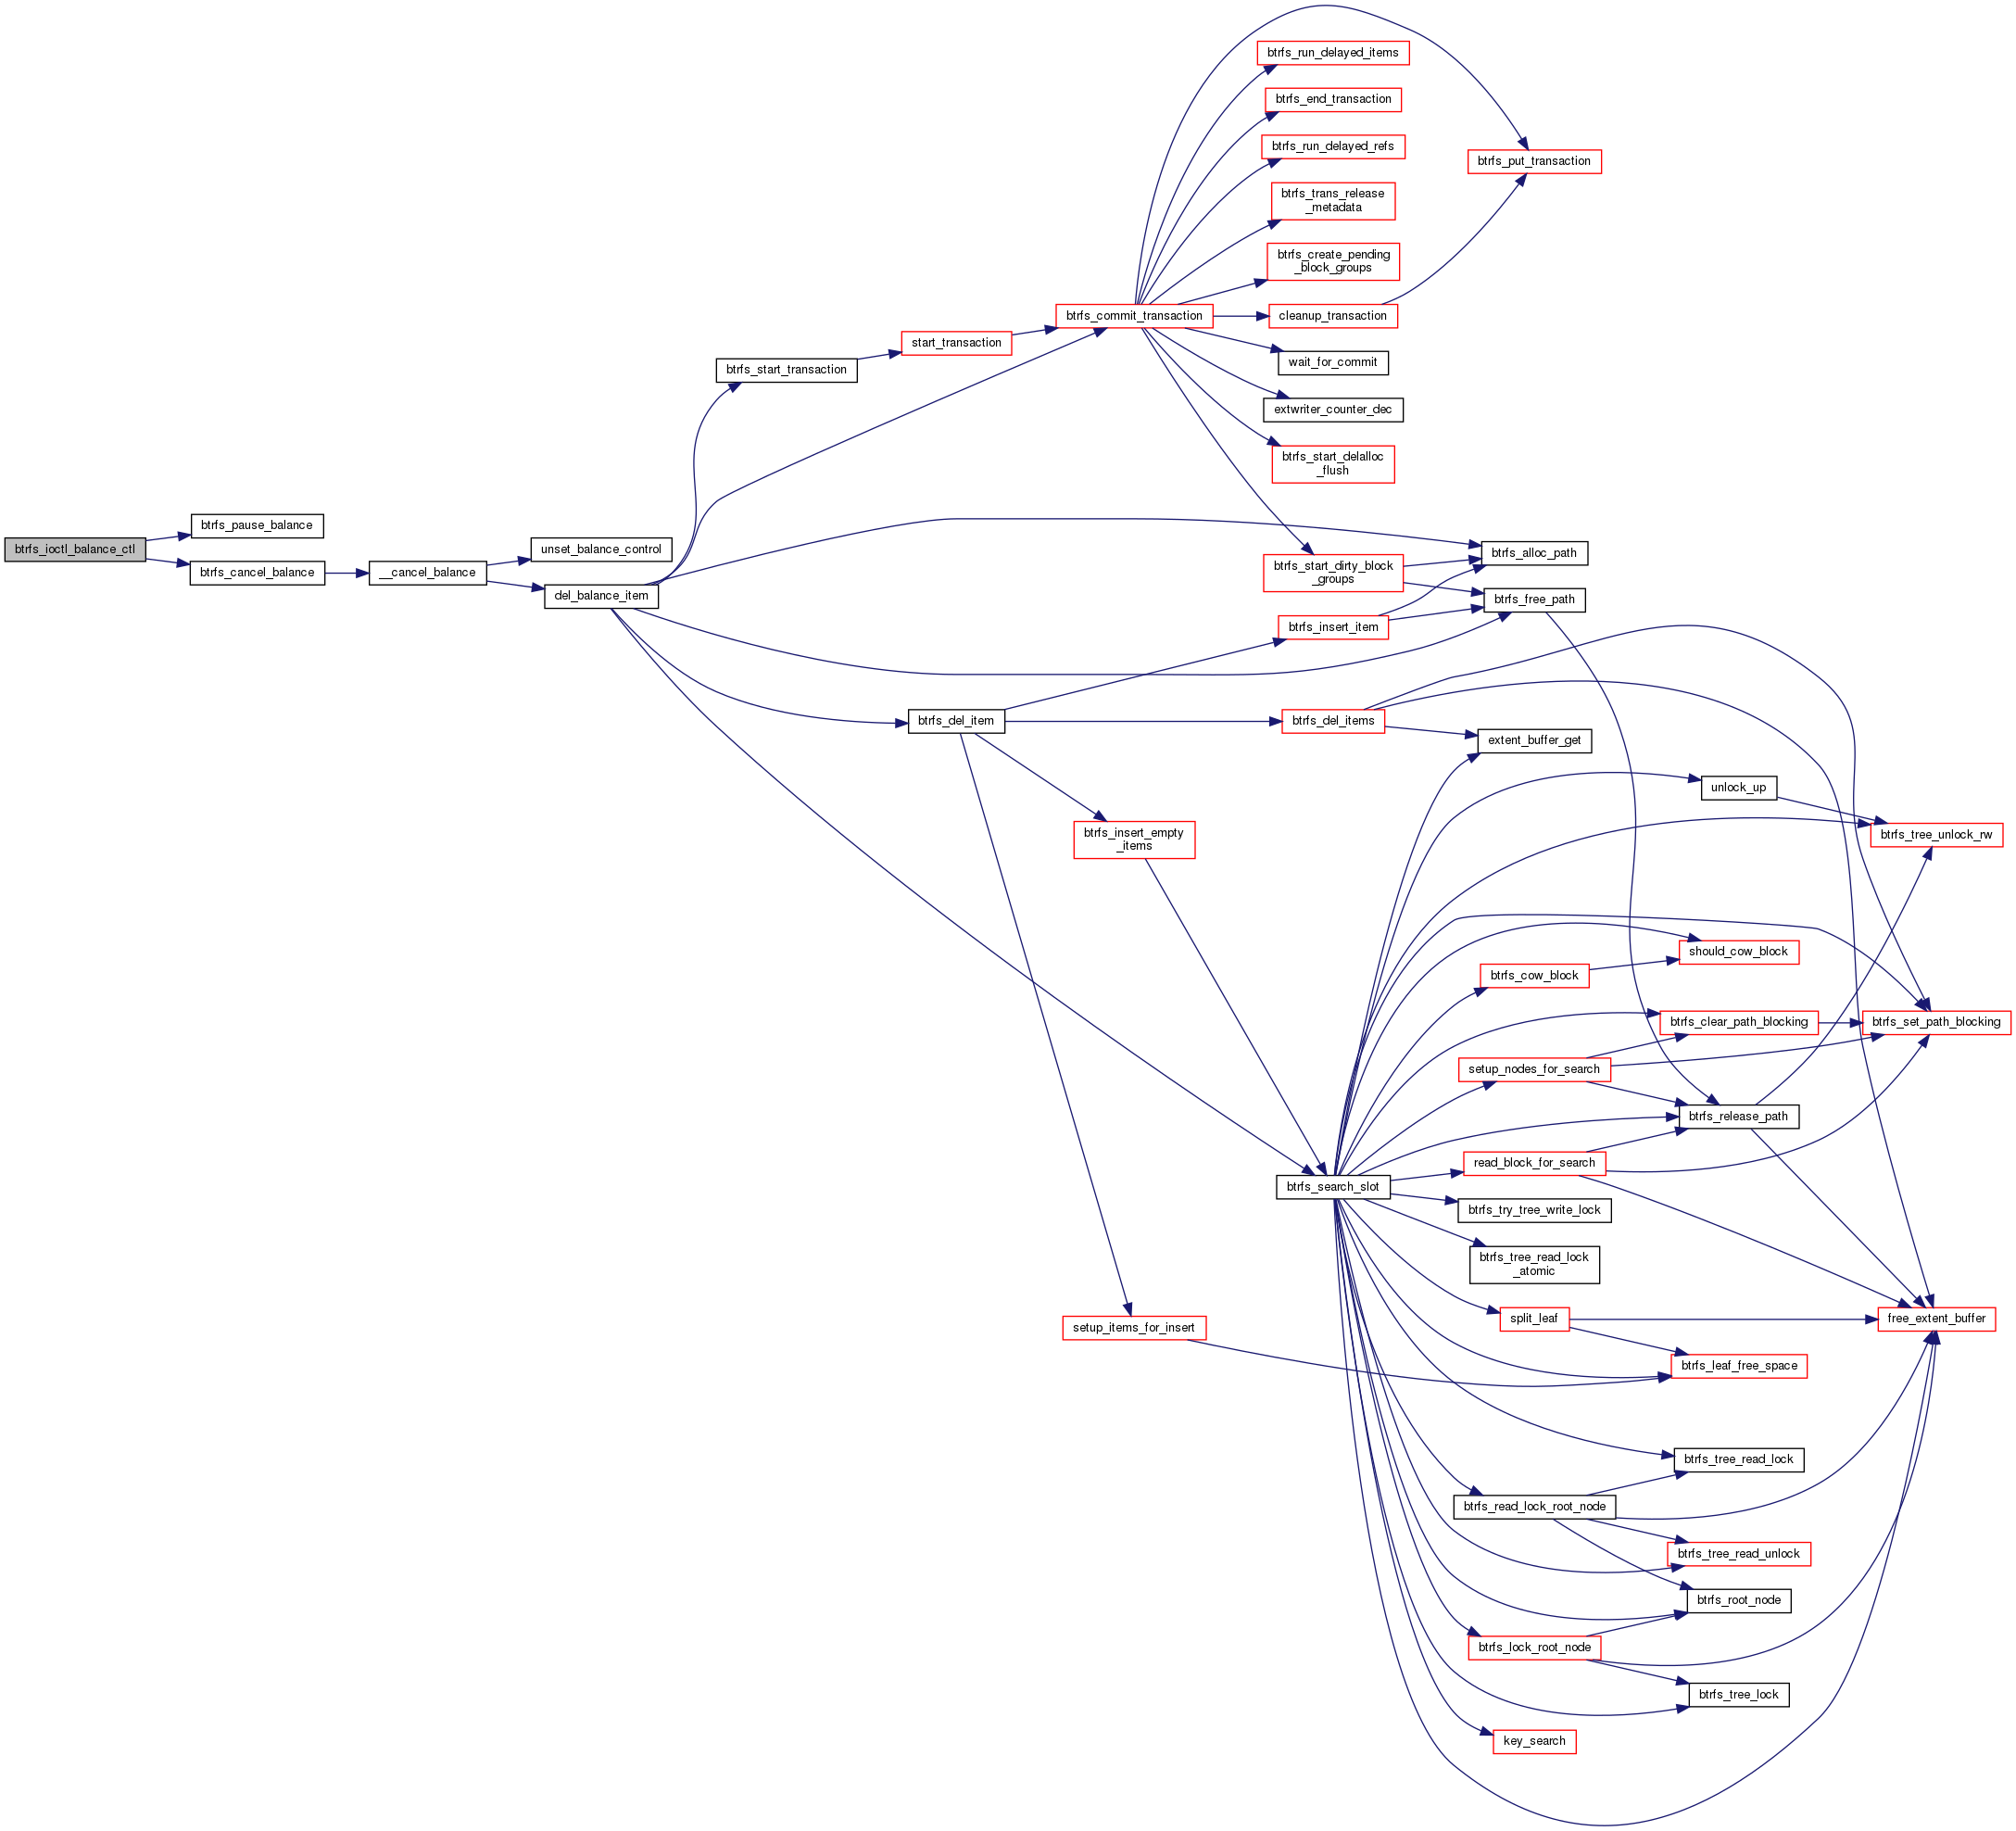 btrfs_run_delayed_items
btrfs_end_transaction
btrfs_run_delayed_refs
btrfs_put_transaction
btrfs_trans_release
_metadata
btrfs_create_pending
_block_groups
btrfs_commit_transaction
cleanup_transaction
start_transaction
wait_for_commit
btrfs_start_transaction
extwriter_counter_dec
btrfs_start_delalloc
_flush
btrfs_pause_balance
btrfs_ioctl_balance_ctl
unset_balance_control
btrfs_alloc_path
btrfs_cancel_balance
__cancel_balance
btrfs_start_dirty_block
_groups
del_balance_item
btrfs_free_path
btrfs_insert_item
btrfs_del_item
btrfs_del_items
extent_buffer_get
unlock_up
btrfs_insert_empty
_items
btrfs_tree_unlock_rw
should_cow_block
btrfs_cow_block
btrfs_clear_path_blocking
btrfs_set_path_blocking
setup_nodes_for_search
btrfs_release_path
read_block_for_search
btrfs_search_slot
btrfs_try_tree_write_lock
btrfs_tree_read_lock
_atomic
split_leaf
free_extent_buffer
setup_items_for_insert
btrfs_leaf_free_space
btrfs_tree_read_lock
btrfs_read_lock_root_node
btrfs_tree_read_unlock
btrfs_root_node
btrfs_lock_root_node
btrfs_tree_lock
key_search